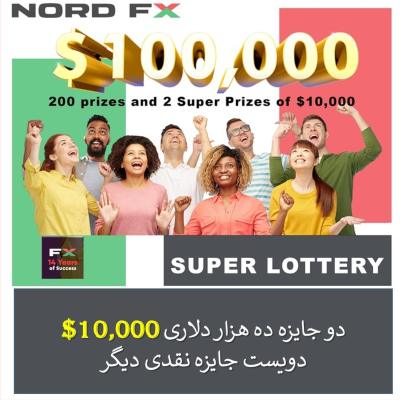 NORD FX
$100,000
200 prizes and 2 Super Prizes of $10,000
FX
14 Years
of Success
SUPER LOTTERY
دو جایزه ده هزار دلاری $10,000
دویست جایزه نقدی دیگر